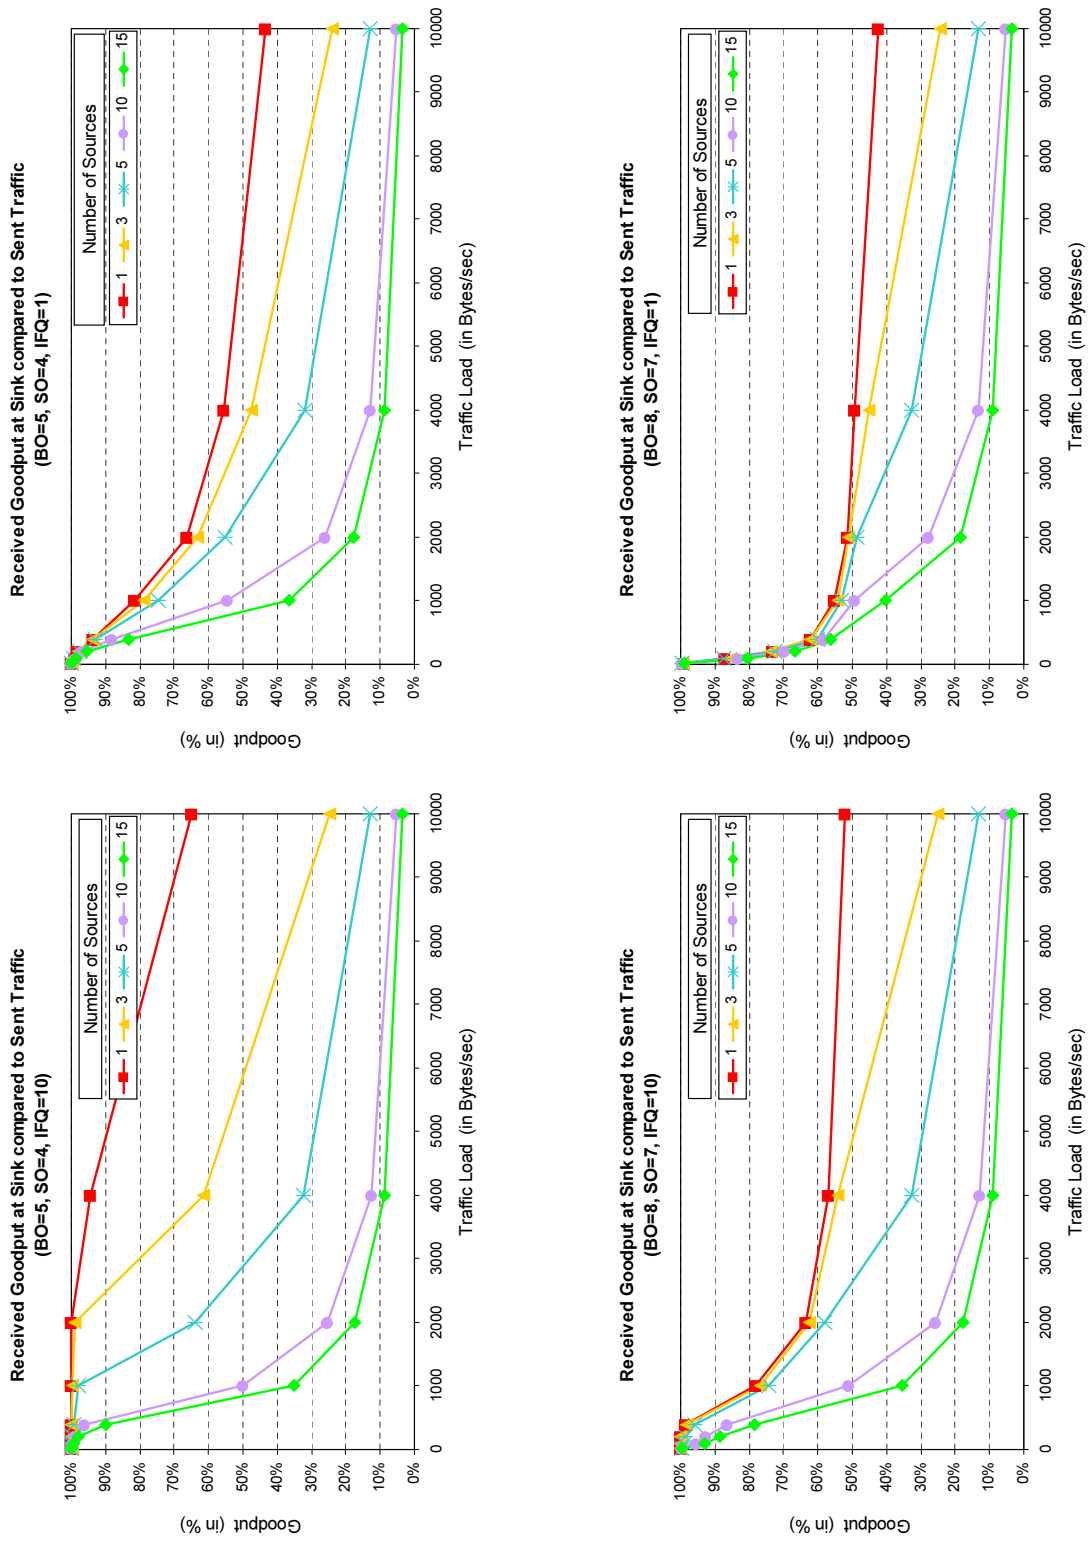 Received Goodput at Sink compared to Sent Traffic
(BO=5, SO=4, IFQ=10)
Number of Sources
1 3 5 10 15
Goodput (in %)
100%
90%
80%
70%
60%
50%
40%
30%
20%
10%
0%
0 1000 2000 3000 4000 5000 6000 7000 8000 9000 10000
Traffic Load (in Bytes/sec)
Received Goodput at Sink compared to Sent Traffic
(BO=5, SO=4, IFQ=1)
Number of Sources
1 3 5 10 15
Goodput (in %)
100%
90%
80%
70%
60%
50%
40%
30%
20%
10%
0%
0 1000 2000 3000 4000 5000 6000 7000 8000 9000 10000
Traffic Load (in Bytes/sec)
Received Goodput at Sink compared to Sent Traffic
(BO=8, SO=7, IFQ=10)
Number of Sources
1 3 5 10 15
Goodput (in %)
100%
90%
80%
70%
60%
50%
40%
30%
20%
10%
0%
0 1000 2000 3000 4000 5000 6000 7000 8000 9000 10000
Traffic Load (in Bytes/sec)
Received Goodput at Sink compared to Sent Traffic
(BO=8, SO=7, IFQ=1)
Number of Sources
1 3 5 10 15
Goodput (in %)
100%
90%
80%
70%
60%
50%
40%
30%
20%
10%
0%
0 1000 2000 3000 4000 5000 6000 7000 8000 9000 10000
Traffic Load (in Bytes/sec)